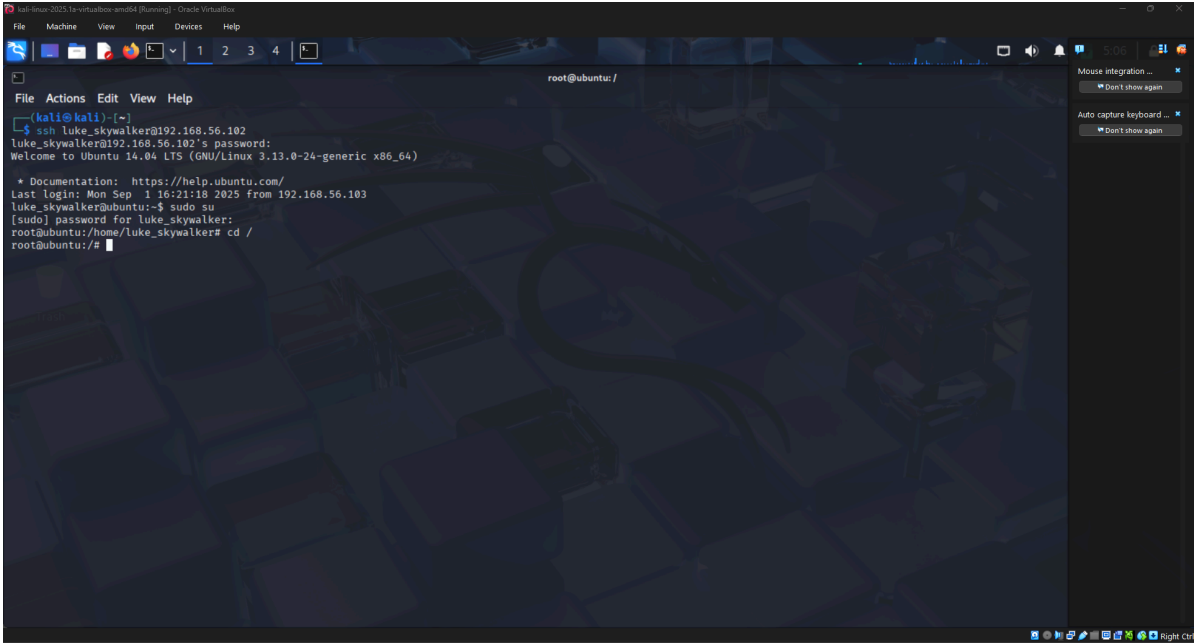 kali-linux-2025.1a-virtualbox-amd64 [Running] - Oracle VirtualBox
File Machine View Input Devices Help
1 2 3 4
5:06
root@ubuntu: /
File Actions Edit View Help
┌──(kali㉿kali)-[~]
└─$ ssh luke_skywalker@192.168.56.102
luke_skywalker@192.168.56.102's password:
Welcome to Ubuntu 14.04 LTS (GNU/Linux 3.13.0-24-generic x86_64)
* Documentation: https://help.ubuntu.com/
Last login: Mon Sep 1 16:21:18 2025 from 192.168.56.103
luke_skywalker@ubuntu:~$ sudo su
[sudo] password for luke_skywalker:
root@ubuntu:/home/luke_skywalker# cd /
root@ubuntu:/#
Mouse integration ...
Don't show again
Auto capture keyboard ...
Don't show again
Right Ctrl